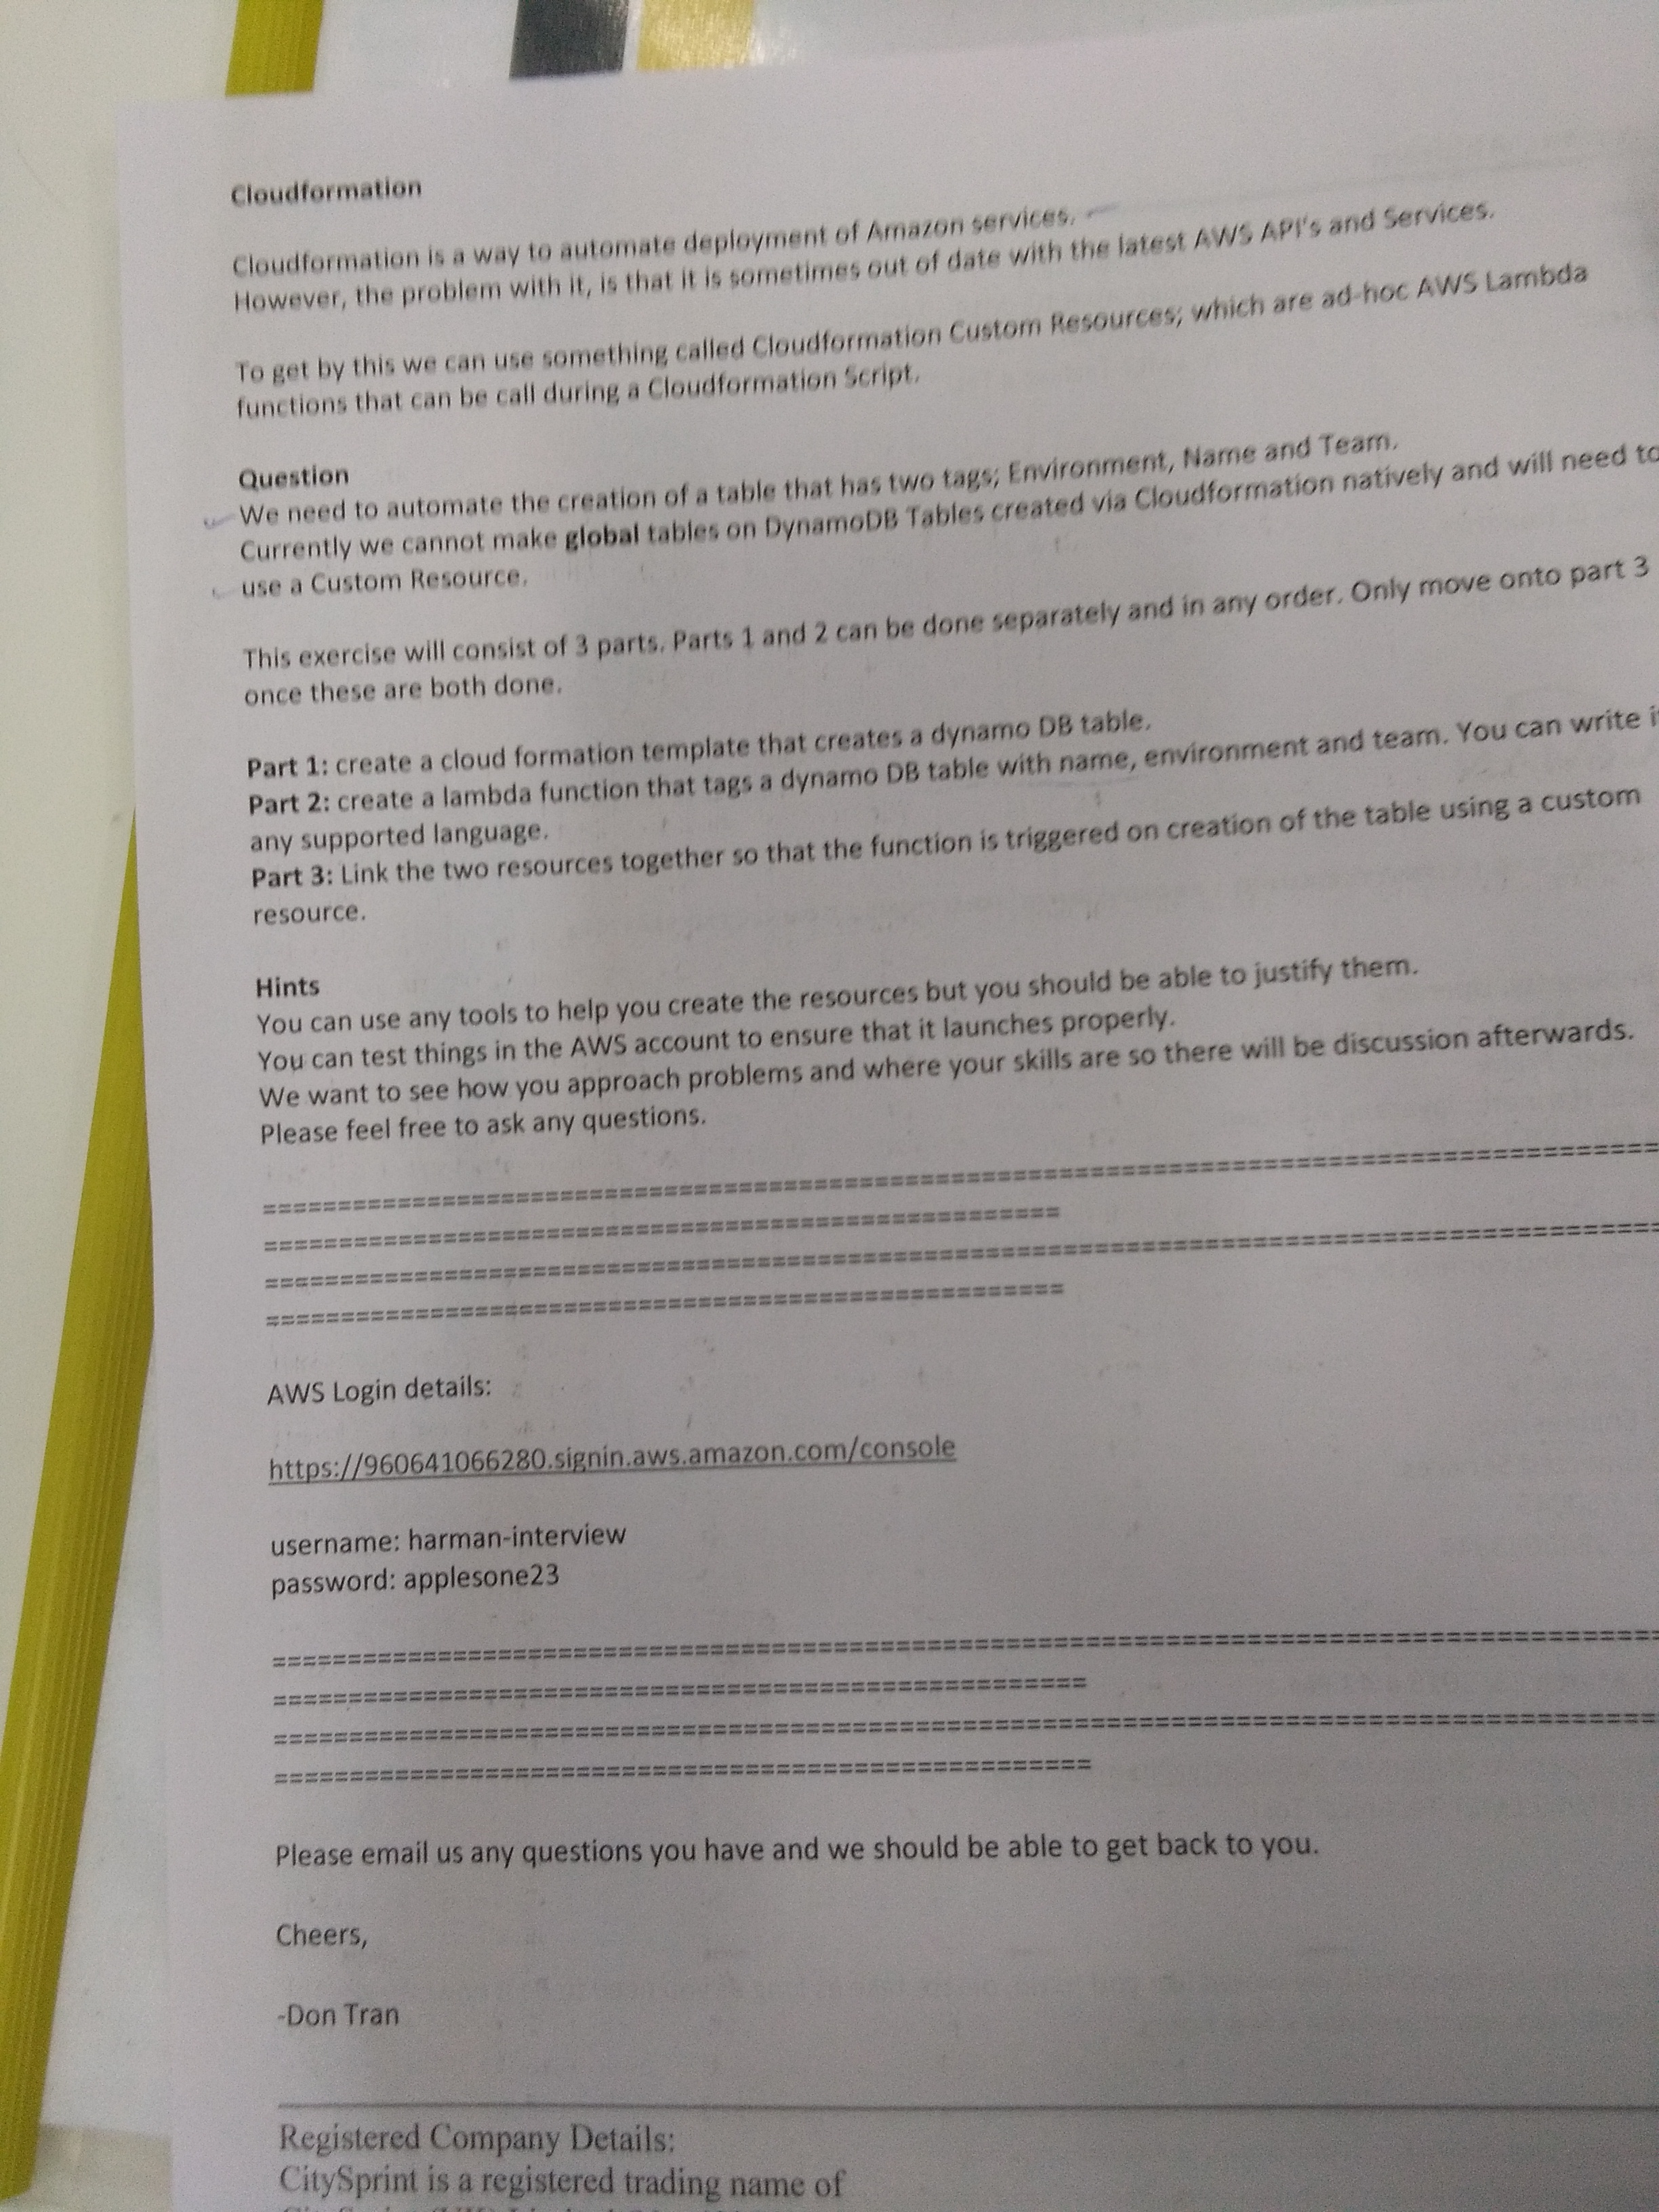 Cloudformation
Cloudformation is a way to automate deployment of Amazon services.
However, the problem with it, is that it is sometimes out of date with the latest AWS API's and Services.
To get by this we can use something called Cloudformation Custom Resources; which are ad-hoc AWS Lambda
functions that can be call during a Cloudformation Script.
Question
We need to automate the creation of a table that has two tags; Environment, Name and Team.
Currently we cannot make global tables on DynamoDB Tables created via Cloudformation natively and will need to
use a Custom Resource.
This exercise will consist of 3 parts. Parts 1 and 2 can be done separately and in any order. Only move onto part 3
once these are both done.
Part 1: create a cloud formation template that creates a dynamo DB table.
Part 2: create a lambda function that tags a dynamo DB table with name, environment and team. You can write i
any supported language.
Part 3: Link the two resources together so that the function is triggered on creation of the table using a custom
resource.
Hints
You can use any tools to help you create the resources but you should be able to justify them.
You can test things in the AWS account to ensure that it launches properly.
We want to see how you approach problems and where your skills are so there will be discussion afterwards.
Please feel free to ask any questions.
AWS Login details:
https://960641066280.signin.aws.amazon.com/console
username: harman-interview
password: applesone23
Please email us any questions you have and we should be able to get back to you.
Cheers,
-Don Tran
Registered Company Details:
CitySprint is a registered trading name of